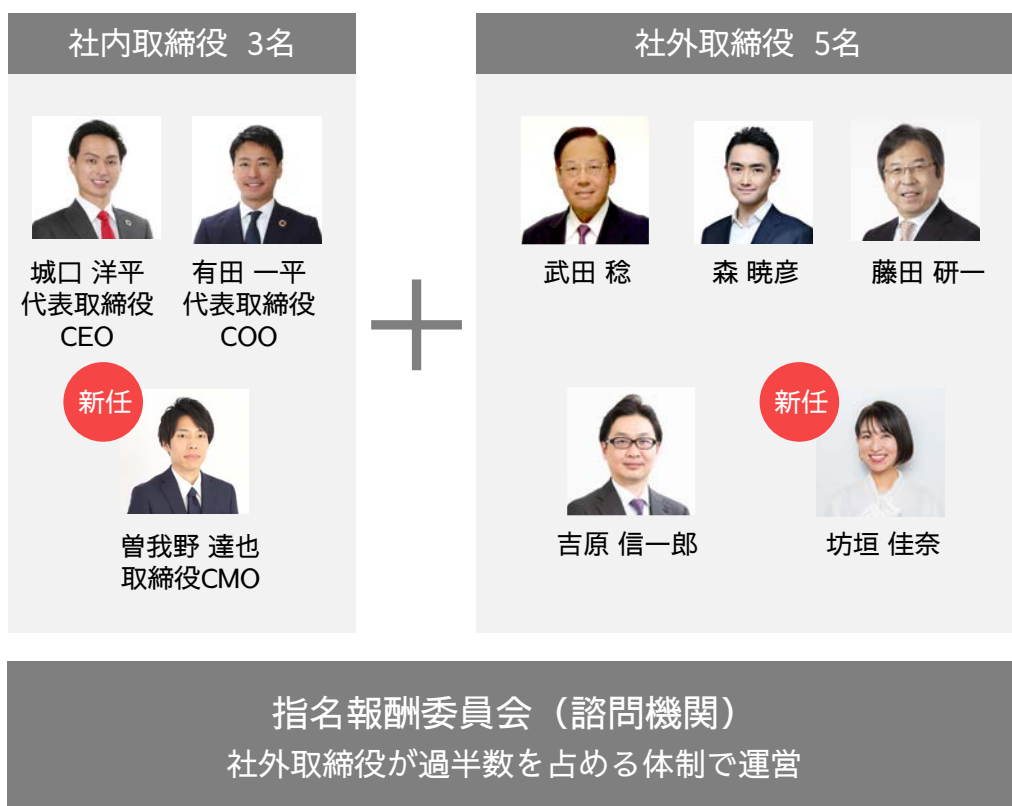 社内取締役 3名
城口 洋平
代表取締役
CEO
有田 一平
代表取締役
COO
新任
曽我野 達也
取締役CMO
社外取締役 5名
武田 稔
森 暁彦
藤田 研一
吉原 信一郎
新任
坊垣 佳奈
指名報酬委員会（諮問機関）
社外取締役が過半数を占める体制で運営